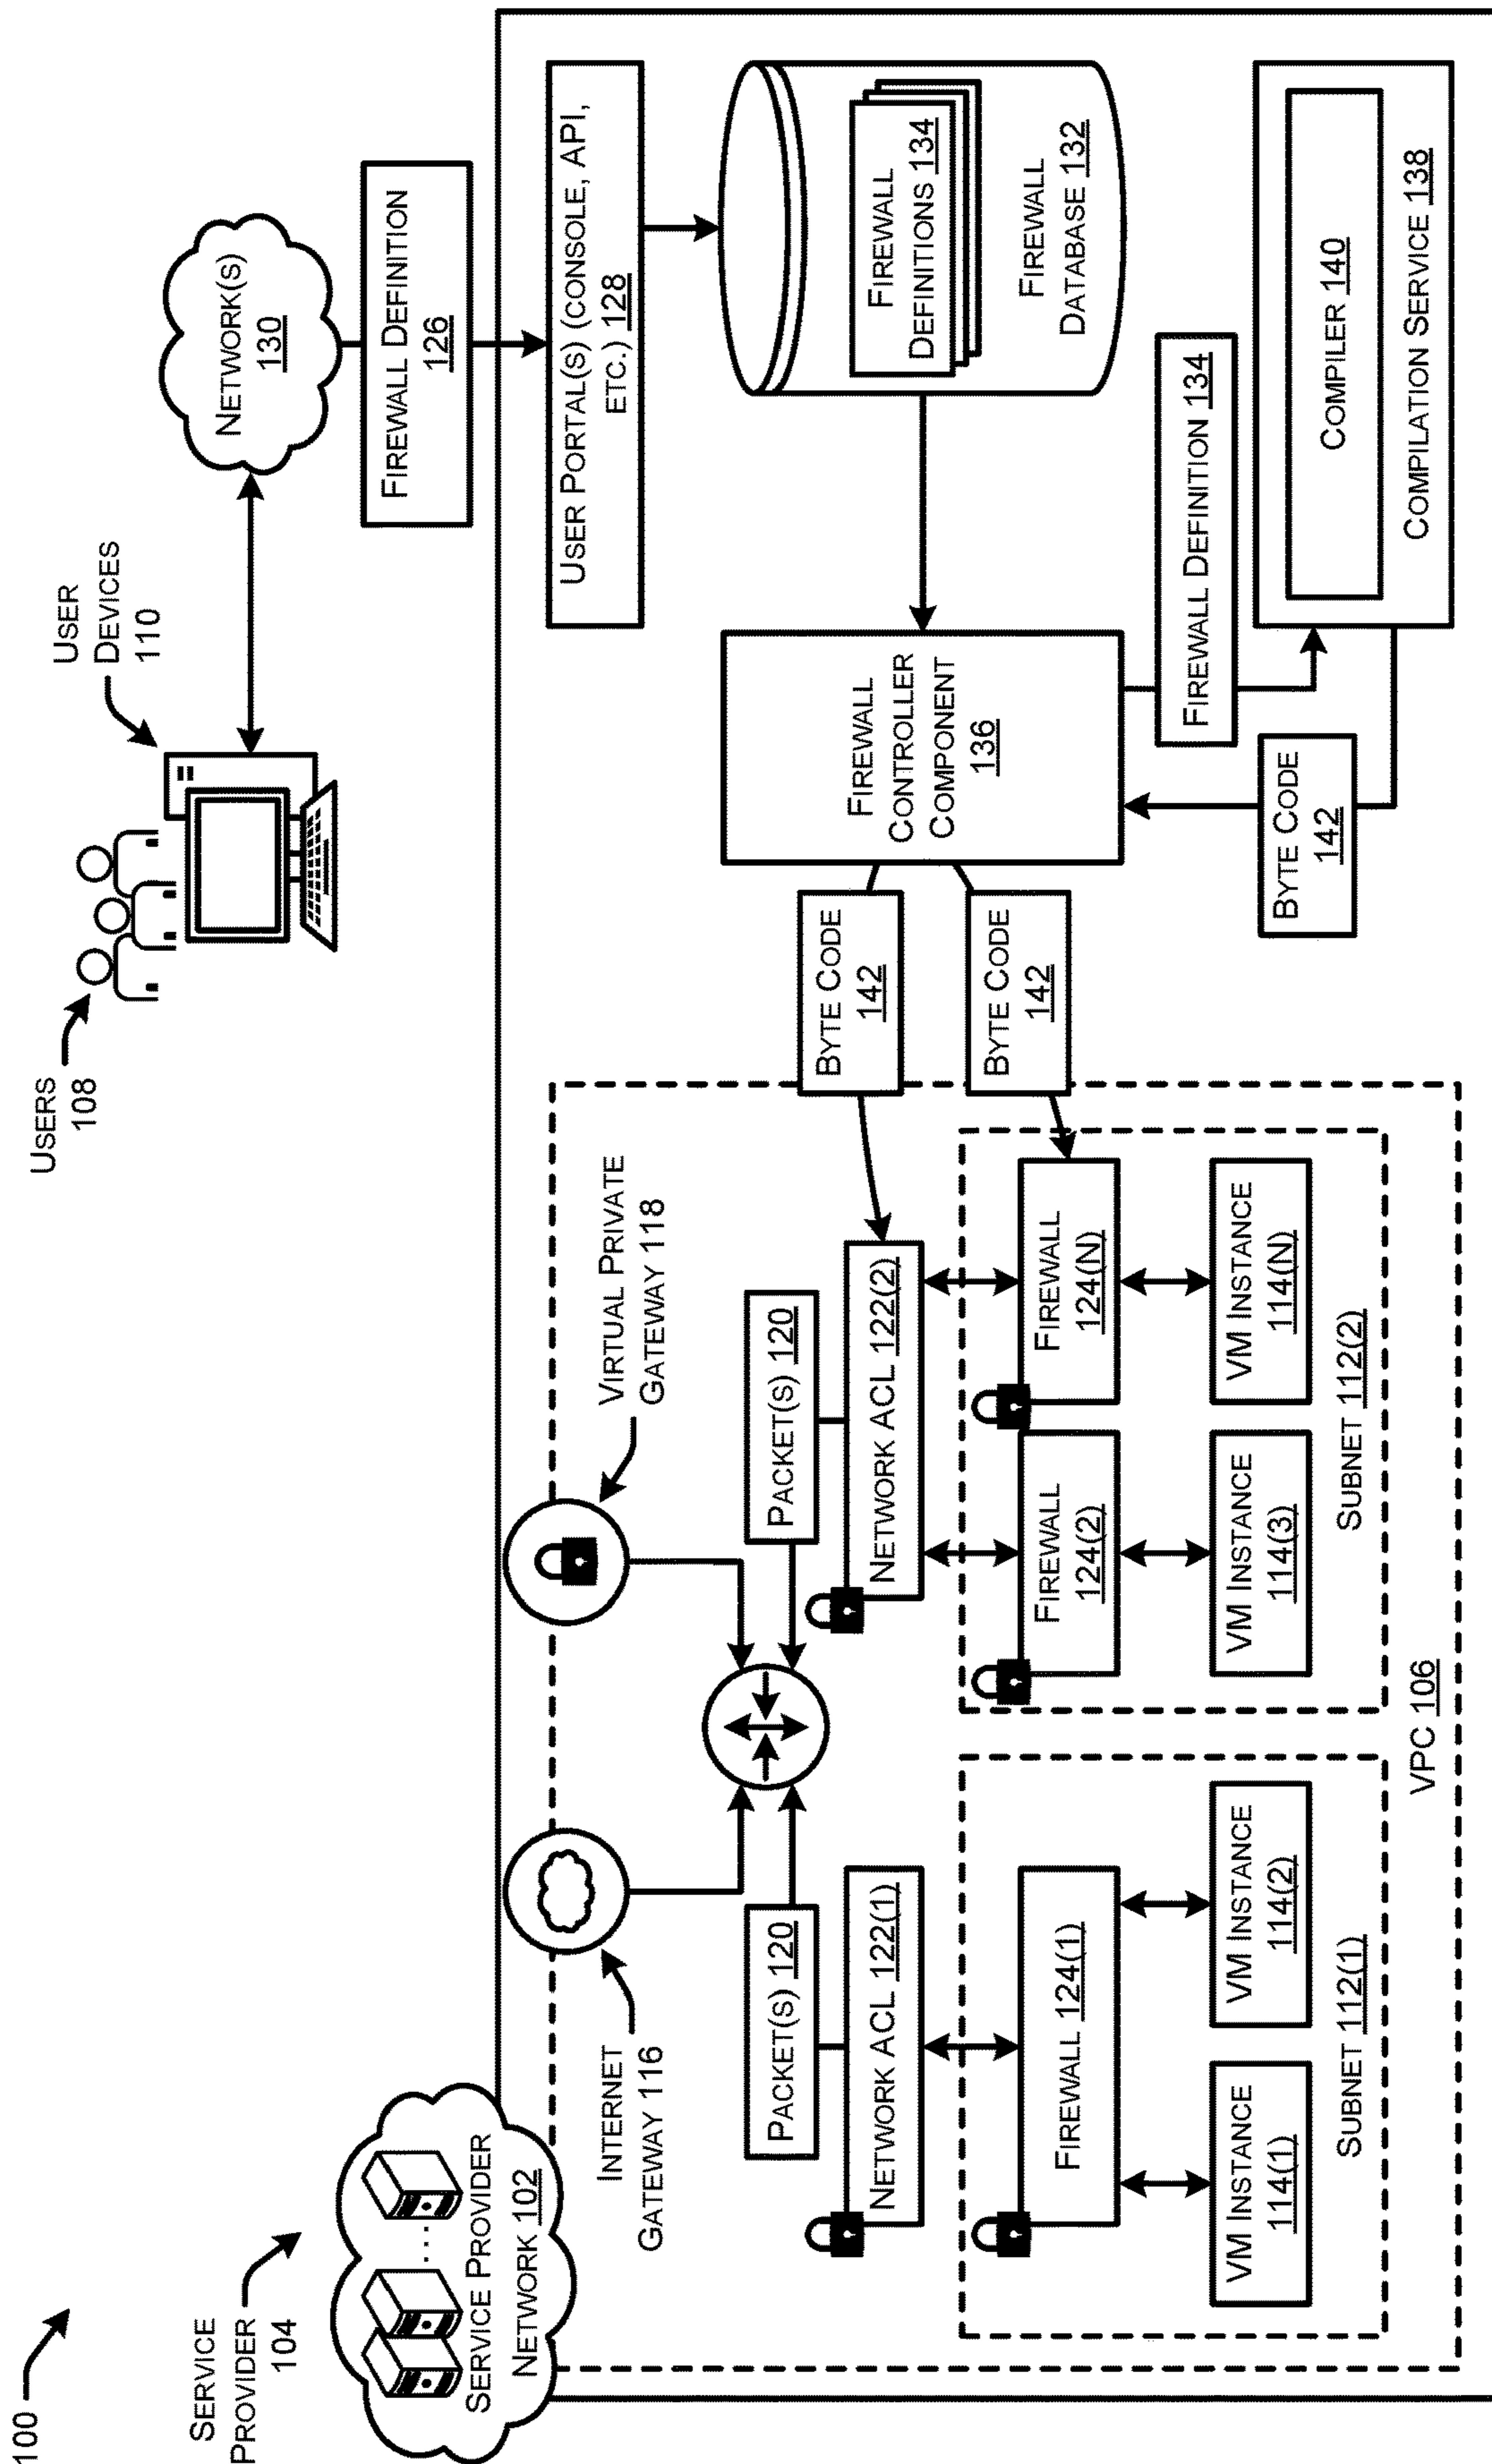 100
SERVICE
PROVIDER
104
SERVICE PROVIDER
NETWORK 102
USERS
108
USER
DEVICES
110
NETWORK(S)
130
FIREWALL DEFINITION
126
USER PORTAL(S) (CONSOLE, API,
ETC.) 128
FIREWALL
DEFINITIONS 134
FIREWALL
DATABASE 132
FIREWALL
CONTROLLER
COMPONENT
136
FIREWALL DEFINITION 134
COMPILER 140
COMPILATION SERVICE 138
BYTE CODE
142
BYTE CODE
142
BYTE CODE
142
INTERNET
GATEWAY 116
VIRTUAL PRIVATE
GATEWAY 118
PACKET(S) 120
PACKET(S) 120
NETWORK ACL 122(1)
NETWORK ACL 122(2)
FIREWALL 124(1)
FIREWALL
124(2)
FIREWALL
124(N)
VM INSTANCE
114(1)
VM INSTANCE
114(2)
VM INSTANCE
114(3)
VM INSTANCE
114(N)
SUBNET 112(1)
SUBNET 112(2)
VPC 106